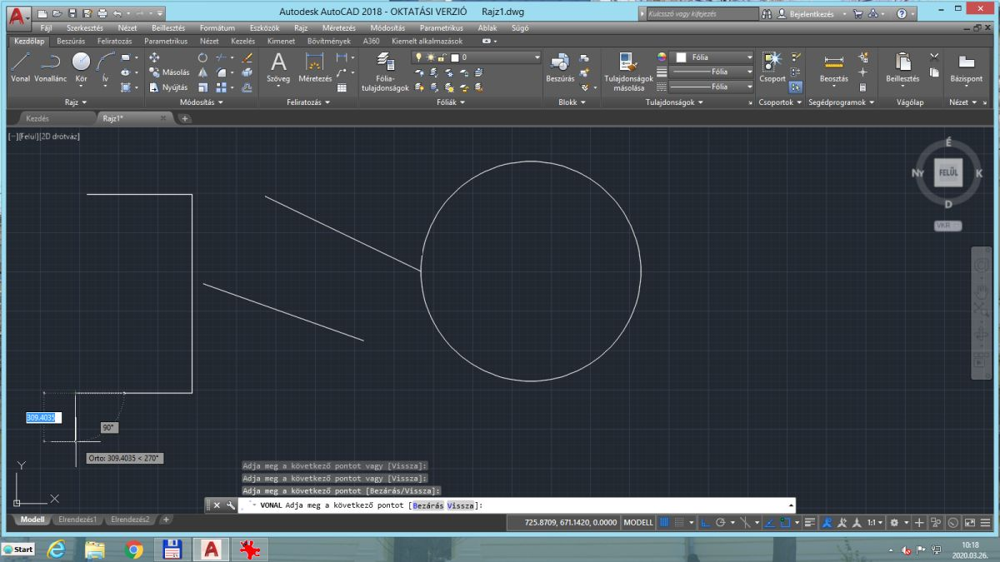 Autodesk AutoCAD 2018 - OKTATÁSI VERZIÓ Rajz1.dwg
Kulcsszó vagy kifejezés
Bejelentkezés
Fájl Szerkesztés Nézet Beillesztés Formátum Eszközök Rajz Méretezés Módosítás Parametrikus Ablak Súgó
Kezdőlap Beszúrás Feliratozás Parametrikus Nézet Kezelés Kimenet Bővítmények A360 Kiemelt alkalmazások
Vonal Vonallánc Kör Ív
Másolás
Nyújtás
Szöveg Méretezés
Fólia-
tulajdonságok
0
Beszúrás
Tulajdonságok
másolása
Fólia
Fólia
Fólia
Csoport
Beosztás
Beillesztés
Bázispont
Rajz Módosítás Feliratozás Fóliák Blokk Tulajdonságok Csoportok Segédprogramok Vágólap Nézet
Kezdés Rajz1*
[−][Felül][2D drótváz]
É
Ny FELÜL K
D
VKR
309.4035
90°
Orto: 309.4035 < 270°
Y
X
Adja meg a következő pontot vagy [Vissza]:
Adja meg a következő pontot vagy [Vissza]:
Adja meg a következő pontot [Bezárás/Vissza]:
VONAL Adja meg a következő pontot [Bezárás Vissza]:
Modell Elrendezés1 Elrendezés2 +
725.8709, 671.1420, 0.0000 MODELL
1:1
Start
10:18
2020.03.26.